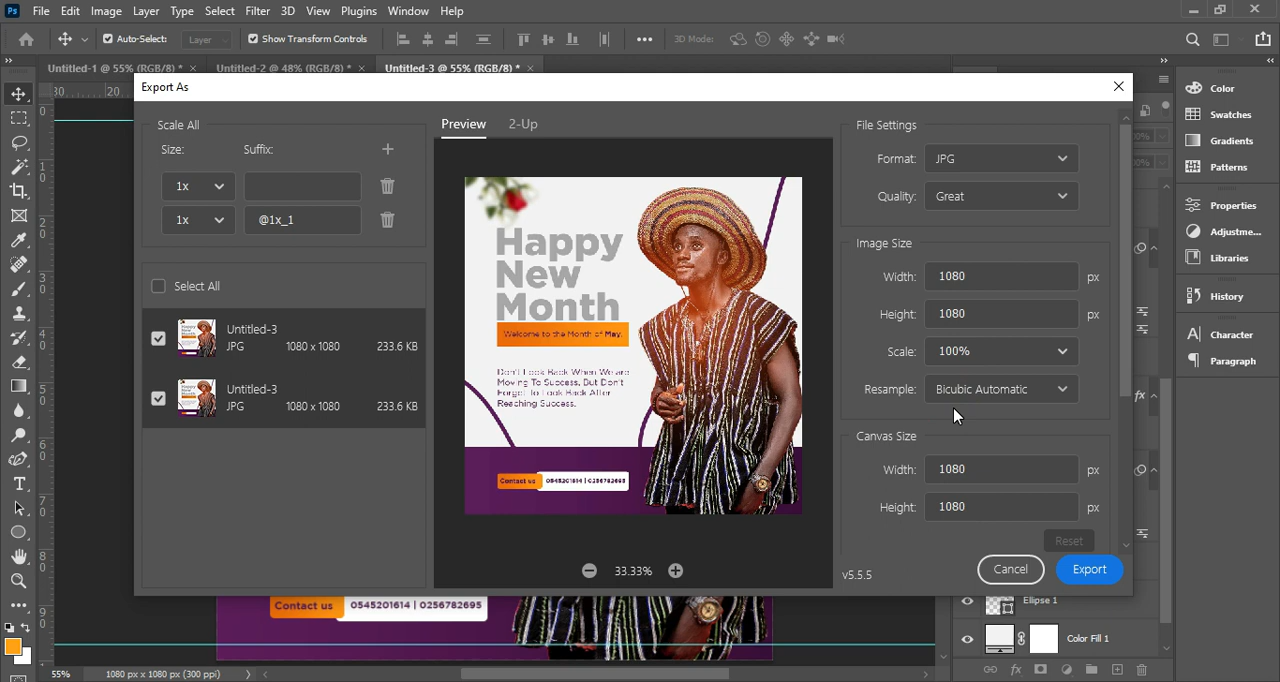 Ps File Edit Image Layer Type Select Filter 3D View Plugins Window Help
Auto-Select: Layer Show Transform Controls 3D Mode:
Untitled-1 @ 55% (RGB/8) * × Untitled-2 @ 48% (RGB/8) * × Untitled-3 @ 55% (RGB/8) * ×
Export As
Scale All
Size: Suffix:
1x
1x @1x_1
Select All
Untitled-3
JPG 1080 x 1080 233.6 KB
Untitled-3
JPG 1080 x 1080 233.6 KB
Preview 2-Up
Happy
New
Month
Welcome to the Month of May.
Don't Look Back When We are
Moving To Success, But Don't
Forget To Look Back After
Reaching Success.
Contact us 0545201614 | 0256782695
33.33%
File Settings
Format: JPG
Quality: Great
Image Size
Width: 1080 px
Height: 1080 px
Scale: 100%
Resample: Bicubic Automatic
Canvas Size
Width: 1080 px
Height: 1080 px
Reset
v5.5.5
Cancel Export
Color
Swatches
Gradients
Patterns
Properties
Adjustme...
Libraries
History
Character
Paragraph
Contact us 0545201614 | 0256782695
Ellipse 1
Color Fill 1
55% 1080 px x 1080 px (300 ppi)